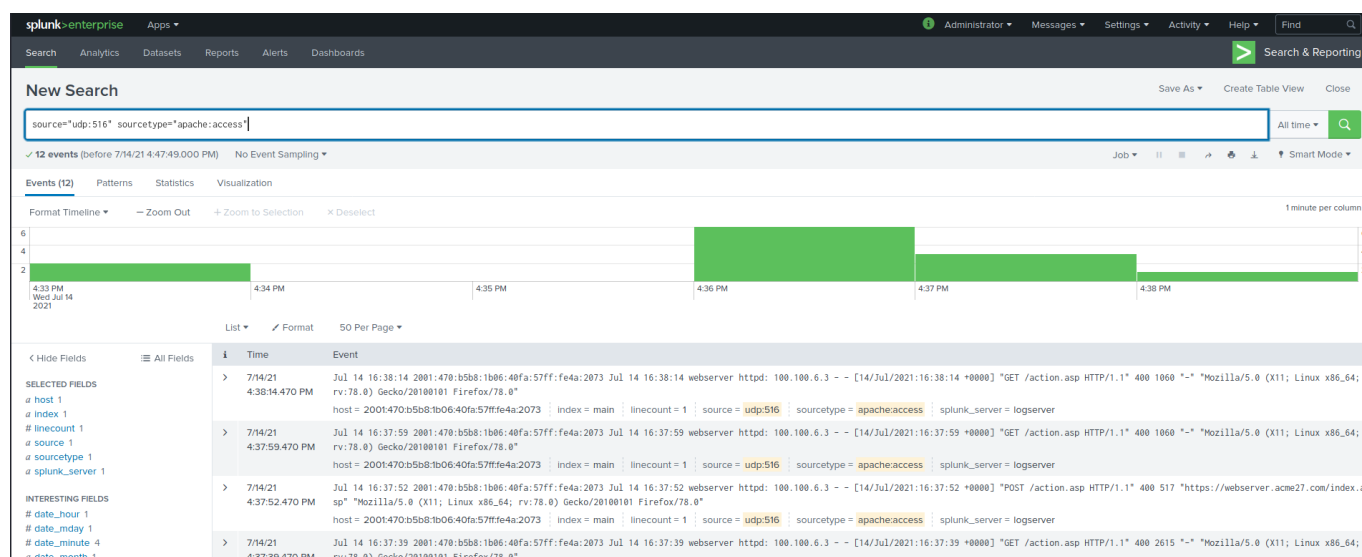 splunk>enterprise Apps ▾ i Administrator ▾ Messages ▾ Settings ▾ Activity ▾ Help ▾ Find
Search Analytics Datasets Reports Alerts Dashboards > Search & Reporting
New Search Save As ▾ Create Table View Close
source="udp:516" sourcetype="apache:access" All time ▾
✓ 12 events (before 7/14/21 4:47:49.000 PM) No Event Sampling ▾ Job ▾ Smart Mode ▾
Events (12) Patterns Statistics Visualization
Format Timeline ▾ — Zoom Out + Zoom to Selection × Deselect 1 minute per column
6
4
2
4:33 PM 4:34 PM 4:35 PM 4:36 PM 4:37 PM 4:38 PM
Wed Jul 14
2021
List ▾ Format 50 Per Page ▾
< Hide Fields All Fields i Time Event
SELECTED FIELDS
a host 1
a index 1
# linecount 1
a source 1
a sourcetype 1
a splunk_server 1
INTERESTING FIELDS
# date_hour 1
# date_mday 1
# date_minute 4
a date_month 1
> 7/14/21 Jul 14 16:38:14 2001:470:b5b8:1b06:40fa:57ff:fe4a:2073 Jul 14 16:38:14 webserver httpd: 100.100.6.3 - - [14/Jul/2021:16:38:14 +0000] "GET /action.asp HTTP/1.1" 400 1060 "-" "Mozilla/5.0 (X11; Linux x86_64;
4:38:14.470 PM rv:78.0) Gecko/20100101 Firefox/78.0"
host = 2001:470:b5b8:1b06:40fa:57ff:fe4a:2073 index = main linecount = 1 source = udp:516 sourcetype = apache:access splunk_server = logserver
> 7/14/21 Jul 14 16:37:59 2001:470:b5b8:1b06:40fa:57ff:fe4a:2073 Jul 14 16:37:59 webserver httpd: 100.100.6.3 - - [14/Jul/2021:16:37:59 +0000] "GET /action.asp HTTP/1.1" 400 1060 "-" "Mozilla/5.0 (X11; Linux x86_64;
4:37:59.470 PM rv:78.0) Gecko/20100101 Firefox/78.0"
host = 2001:470:b5b8:1b06:40fa:57ff:fe4a:2073 index = main linecount = 1 source = udp:516 sourcetype = apache:access splunk_server = logserver
> 7/14/21 Jul 14 16:37:52 2001:470:b5b8:1b06:40fa:57ff:fe4a:2073 Jul 14 16:37:52 webserver httpd: 100.100.6.3 - - [14/Jul/2021:16:37:52 +0000] "POST /action.asp HTTP/1.1" 400 517 "https://webserver.acme27.com/index.a
4:37:52.470 PM sp" "Mozilla/5.0 (X11; Linux x86_64; rv:78.0) Gecko/20100101 Firefox/78.0"
host = 2001:470:b5b8:1b06:40fa:57ff:fe4a:2073 index = main linecount = 1 source = udp:516 sourcetype = apache:access splunk_server = logserver
> 7/14/21 Jul 14 16:37:39 2001:470:b5b8:1b06:40fa:57ff:fe4a:2073 Jul 14 16:37:39 webserver httpd: 100.100.6.3 - - [14/Jul/2021:16:37:39 +0000] "GET /action.asp HTTP/1.1" 400 2615 "-" "Mozilla/5.0 (X11; Linux x86_64;
4:37:39.470 PM rv:78.0) Gecko/20100101 Firefox/78.0"